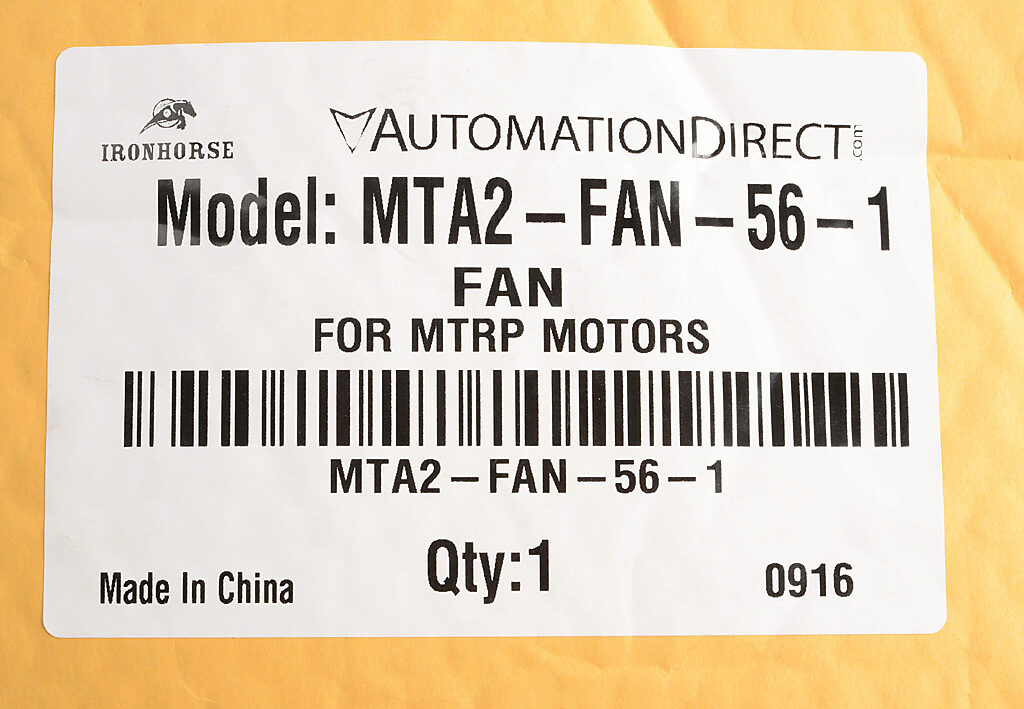 IRONHORSE
AUTOMATIONDIRECT.com
Model: MTA2-FAN-56-1
FAN
FOR MTRP MOTORS
MTA2-FAN-56-1
Made In China
Qty:1
0916